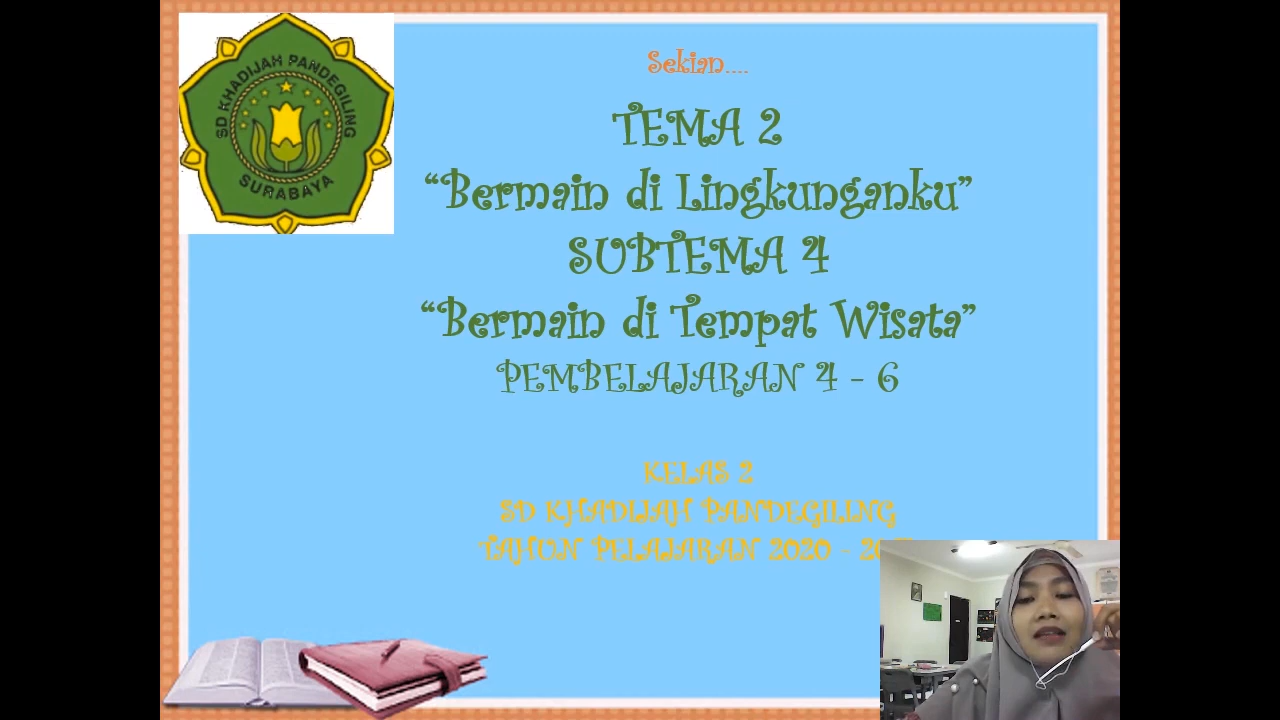 SD KHADIJAH PANDEGILING
SURABAYA
Sekian....
TEMA 2
“Bermain di Lingkunganku”
SUBTEMA 4
“Bermain di Tempat Wisata”
PEMBELAJARAN 4 - 6
KELAS 2
SD KHADIJAH PANDEGILING
TAHUN PELAJARAN 2020 -